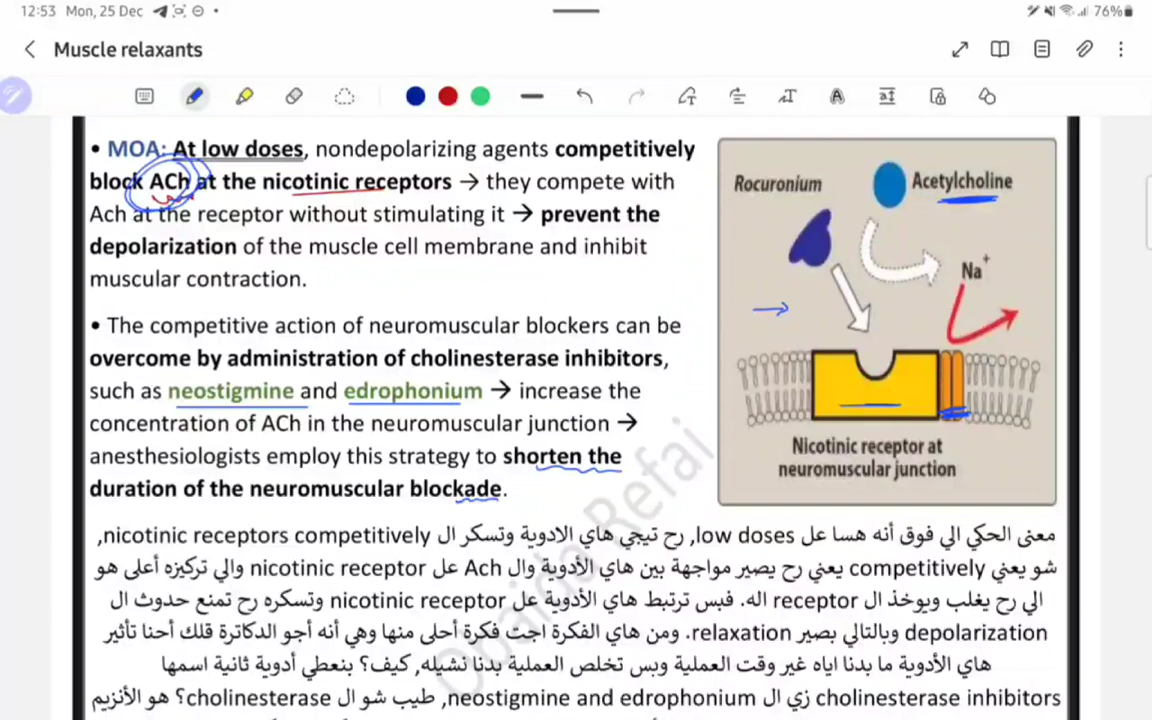 12:53 Mon, 25 Dec
76%
Muscle relaxants
• MOA: At low doses, nondepolarizing agents competitively
block ACh at the nicotinic receptors → they compete with
Ach at the receptor without stimulating it → prevent the
depolarization of the muscle cell membrane and inhibit
muscular contraction.
• The competitive action of neuromuscular blockers can be
overcome by administration of cholinesterase inhibitors,
such as neostigmine and edrophonium → increase the
concentration of ACh in the neuromuscular junction →
anesthesiologists employ this strategy to shorten the
duration of the neuromuscular blockade.
Rocuronium
Acetylcholine
Na+
Nicotinic receptor at
neuromuscular junction
معنى الحكي الي فوق أنه هسا عل low doses, رح تيجي هاي الادوية وتسكر ال nicotinic receptors competitively,
شو يعني competitively يعني رح يصير مواجهة بين هاي الأدوية وال Ach عل nicotinic receptor والي تركيزه أعلى هو
الي رح يغلب ويوخذ ال receptor اله. فبس ترتبط هاي الأدوية عل nicotinic receptor وتسكره رح تمنع حدوث ال
depolarization وبالتالي بصير relaxation. ومن هاي الفكرة اجت فكرة أحلى منها وهي أنه أجو الدكاترة قلك أحنا تأثير
هاي الأدوية ما بدنا اياه غير وقت العملية وبس تخلص العملية بدنا نشيله, كيف؟ بنعطي أدوية ثانية اسمها
cholinesterase inhibitors زي ال neostigmine and edrophonium, طيب شو ال cholinesterase؟ هو الأنزيم
Obaida Refai